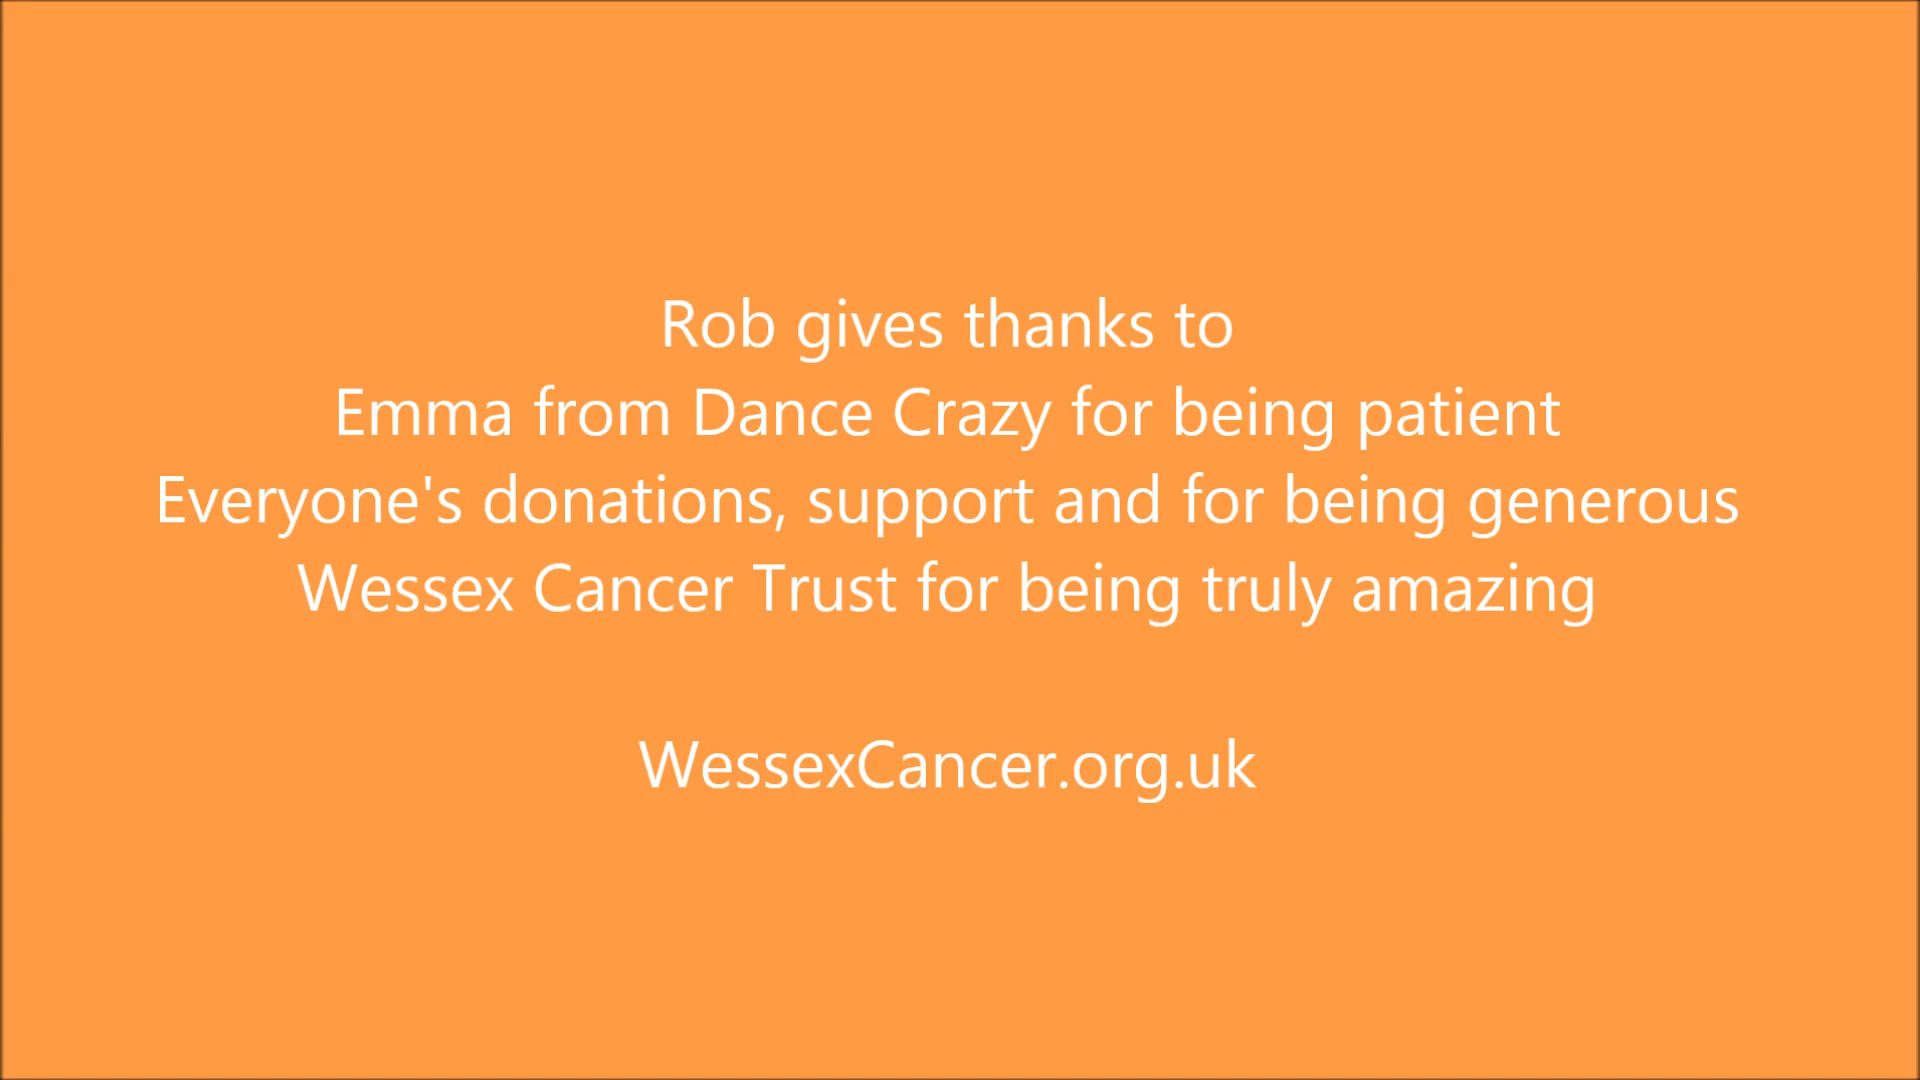 Rob gives thanks to
Emma from Dance Crazy for being patient
Everyone's donations, support and for being generous
Wessex Cancer Trust for being truly amazing
WessexCancer.org.uk